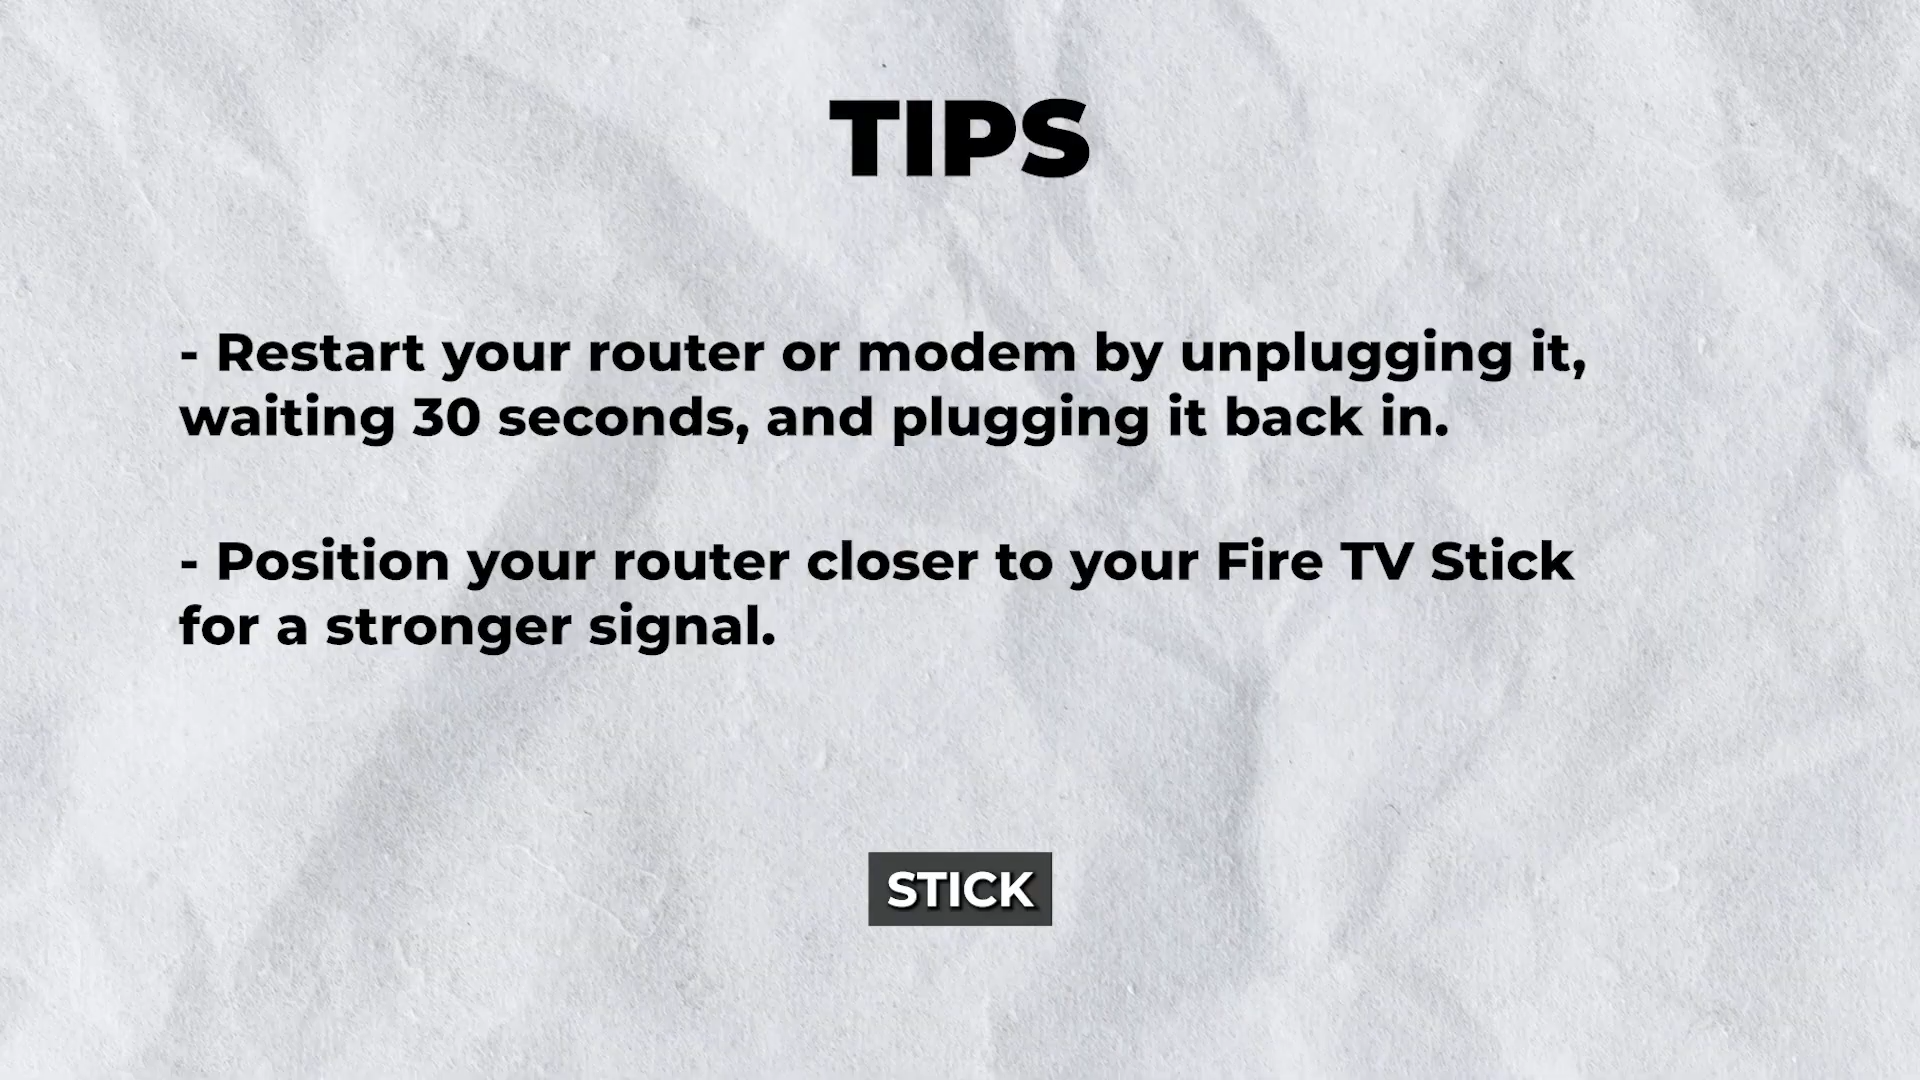 TIPS
- Restart your router or modem by unplugging it,
waiting 30 seconds, and plugging it back in.
- Position your router closer to your Fire TV Stick
for a stronger signal.
STICK